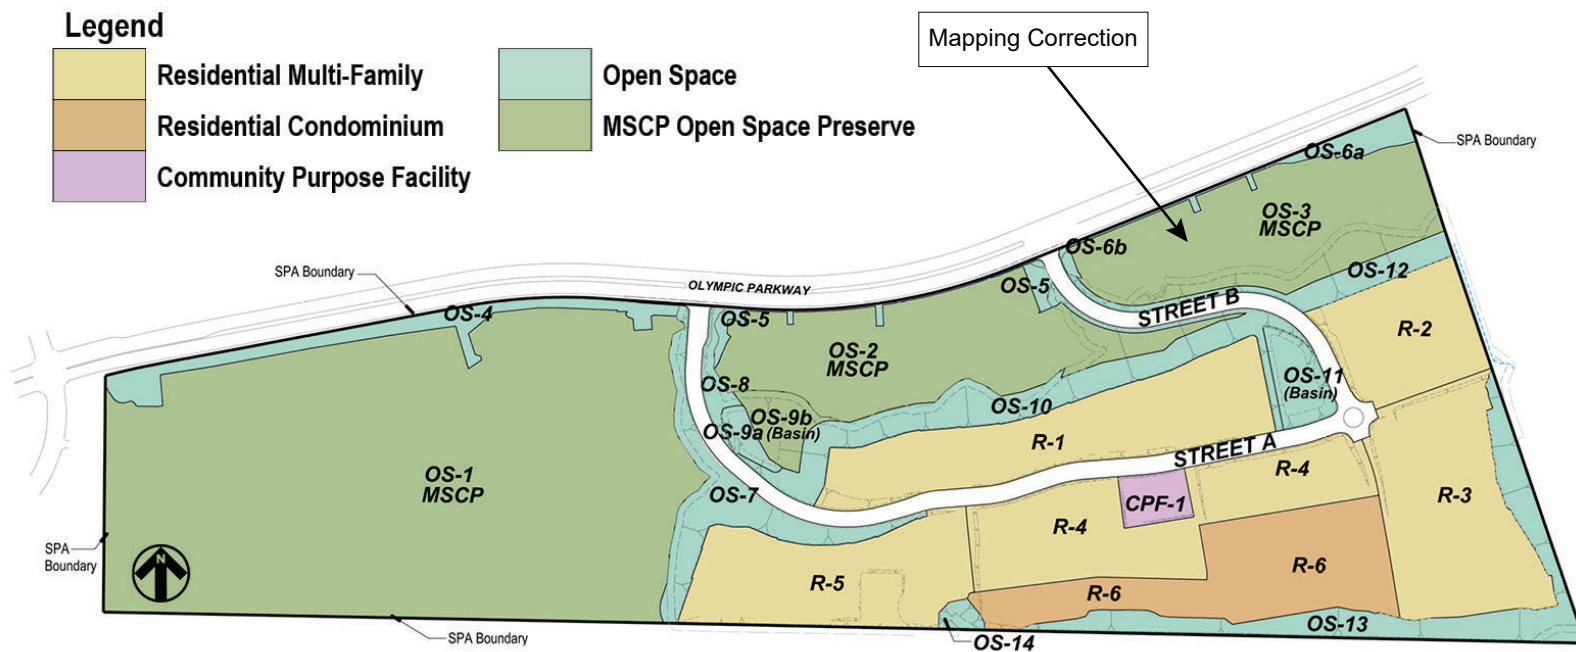 Legend
Residential Multi-Family
Residential Condominium
Community Purpose Facility
Open Space
MSCP Open Space Preserve
Mapping Correction
SPA Boundary
OS-6a
OS-3
MSCP
OS-6b
OS-12
SPA Boundary
OLYMPIC PARKWAY
OS-5
OS-4
OS-5
STREET B
R-2
OS-2
MSCP
OS-8
OS-11
(Basin)
OS-10
OS-9b
OS-9a (Basin)
R-1
STREET A
R-4
OS-1
MSCP
OS-7
CPF-1
R-3
R-4
SPA
Boundary
N
R-5
R-6
R-6
OS-13
SPA Boundary
OS-14